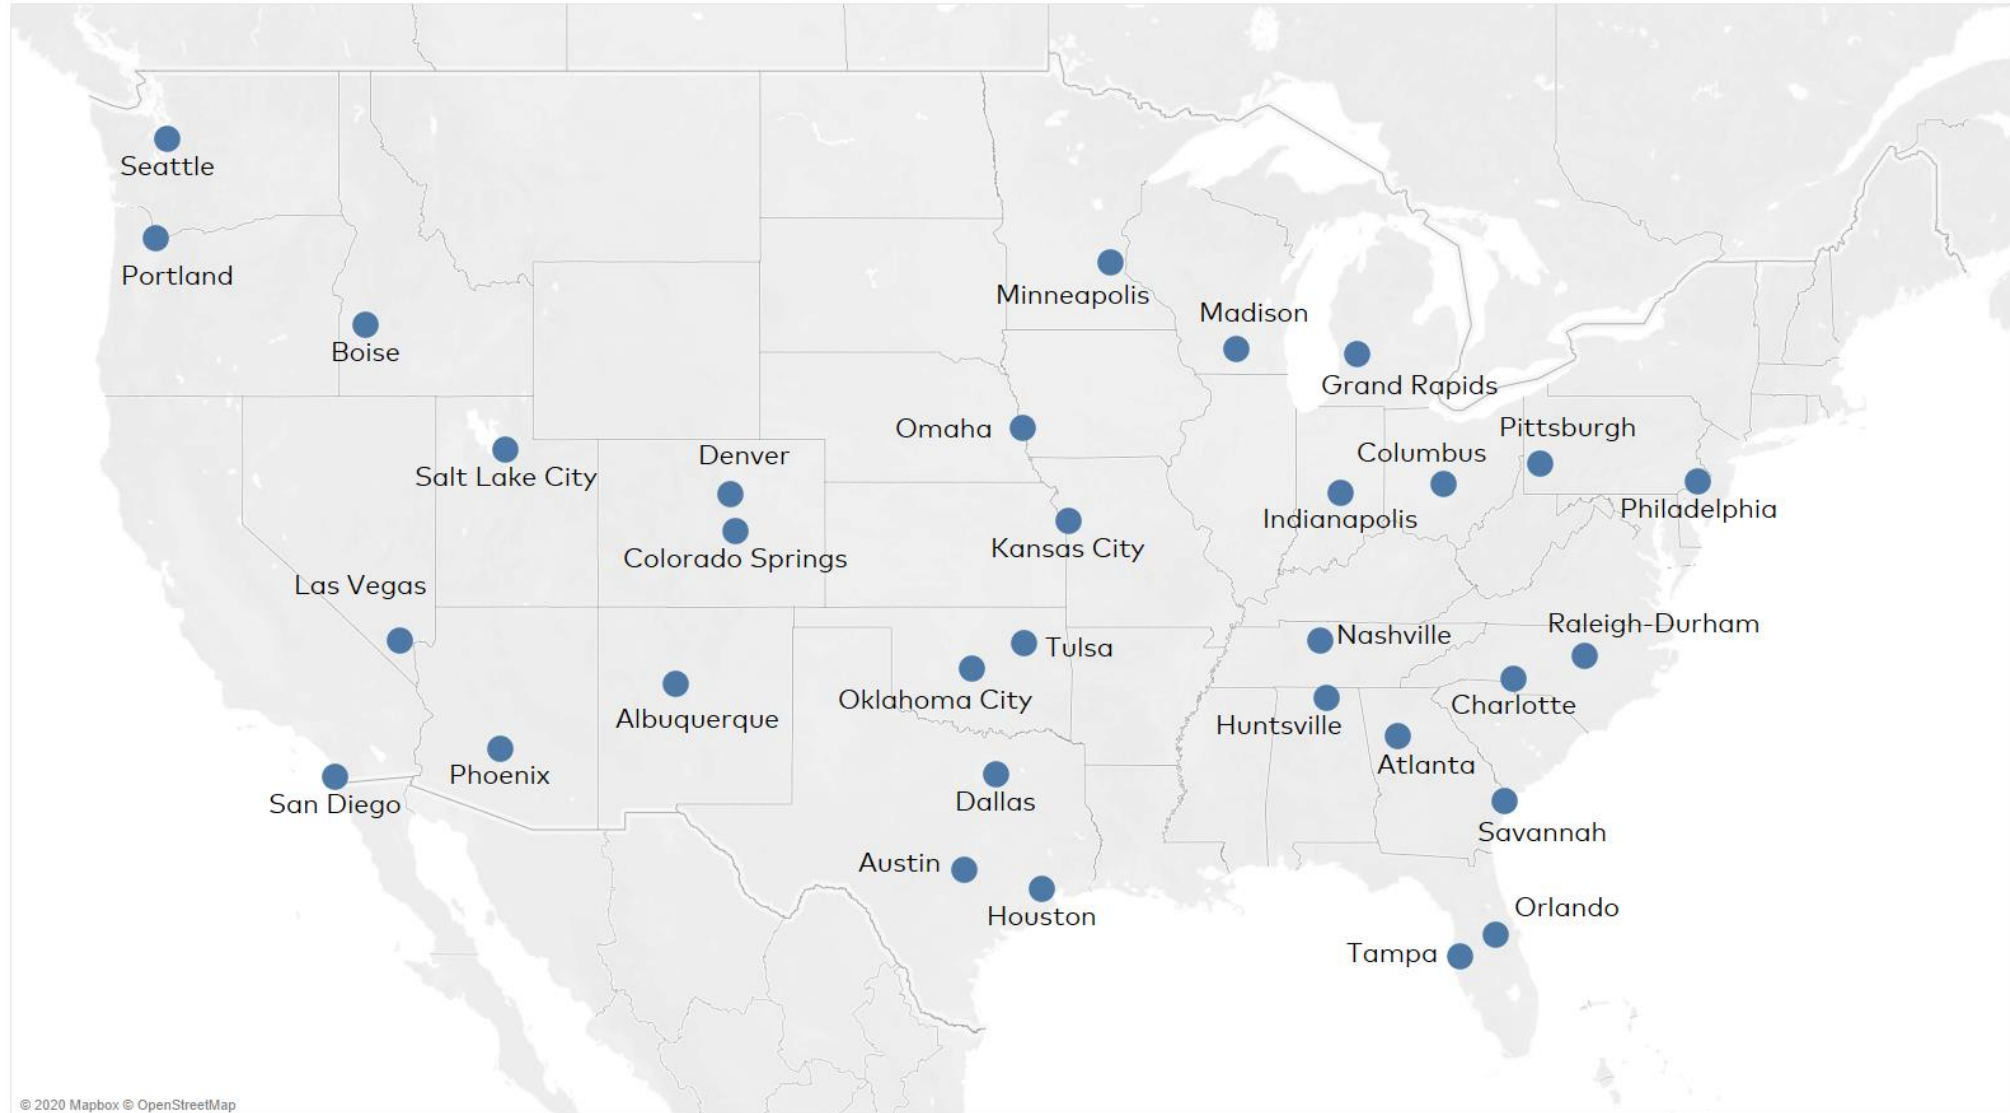 Seattle
Portland
Minneapolis
Madison
Boise
Grand Rapids
Omaha
Pittsburgh
Denver
Columbus
Salt Lake City
Philadelphia
Indianapolis
Kansas City
Colorado Springs
Las Vegas
Raleigh-Durham
Nashville
Tulsa
Oklahoma City
Charlotte
Albuquerque
Huntsville
Atlanta
Phoenix
Dallas
San Diego
Savannah
Austin
Orlando
Houston
Tampa
© 2020 Mapbox © OpenStreetMap